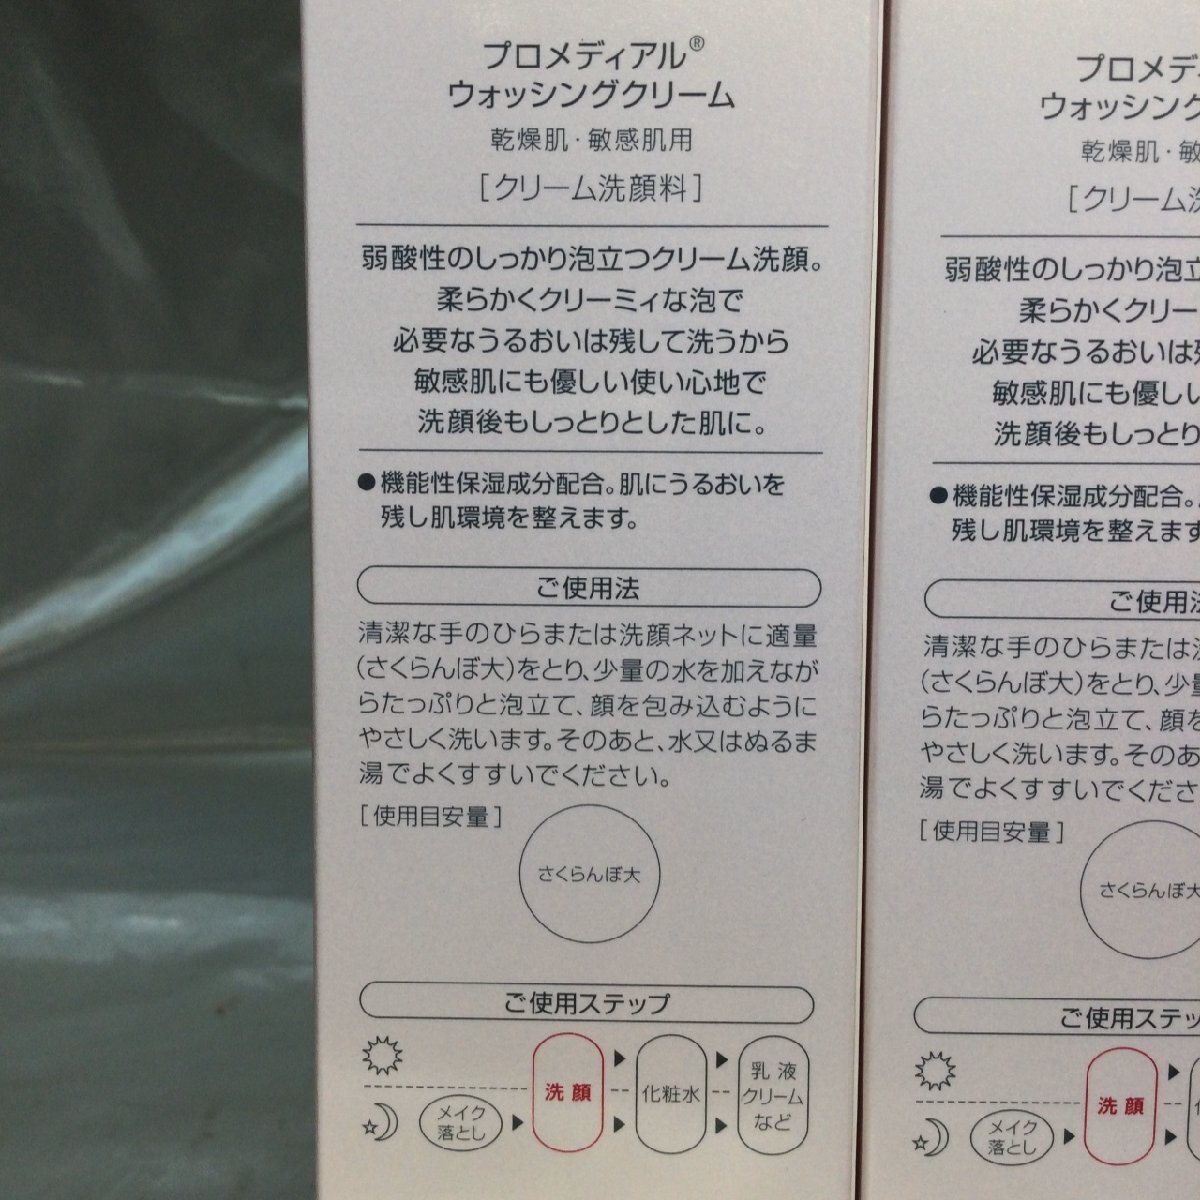 プロメディアル®
ウォッシングクリーム
乾燥肌・敏感肌用
[クリーム洗顔料]
弱酸性のしっかり泡立つクリーム洗顔。
柔らかくクリーミィな泡で
必要なうるおいは残して洗うから
敏感肌にも優しい使い心地で
洗顔後もしっとりとした肌に。
●機能性保湿成分配合。肌にうるおいを
残し肌環境を整えます。
ご使用法
清潔な手のひらまたは洗顔ネットに適量
(さくらんぼ大)をとり、少量の水を加えなが
らたっぷりと泡立て、顔を包み込むように
やさしく洗います。そのあと、水又はぬるま
湯でよくすすいでください。
[使用目安量]
さくらんぼ大
ご使用ステップ
メイク
落とし
洗顔
化粧水
乳液
クリーム
など
プロメデ
ウォッシング
乾燥肌・敏
[クリーム洗
弱酸性のしっかり泡立
柔らかくクリー
必要なうるおいは残
敏感肌にも優しい
洗顔後もしっとり
●機能性保湿成分配合。
残し肌環境を整えます
ご使用法
清潔な手のひらまたは洗
(さくらんぼ大)をとり、少量
らたっぷりと泡立て、顔を
やさしく洗います。そのあ
湯でよくすすいでくださ
[使用目安量]
さくらんぼ大
ご使用ステッ
メイク
落とし
洗顔